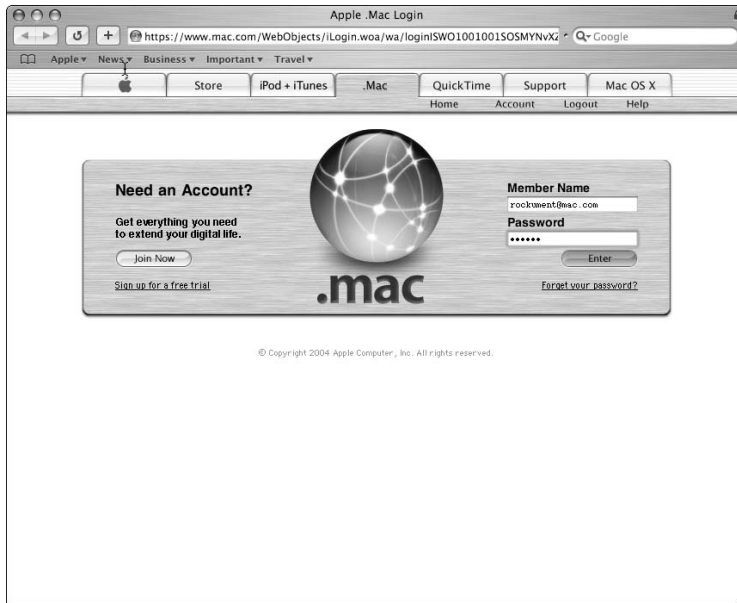 Apple .Mac Login
https://www.mac.com/WebObjects/iLogin.woa/wa/loginISWO1001001SOSMYNvXZ
Google
Apple News Business Important Travel
Store iPod + iTunes .Mac QuickTime Support Mac OS X
Home Account Logout Help
Need an Account?
Get everything you need
to extend your digital life.
Join Now
Sign up for a free trial
.mac
Member Name
rockument@mac.com
Password
••••••
Enter
Forget your password?
© Copyright 2004 Apple Computer, Inc. All rights reserved.